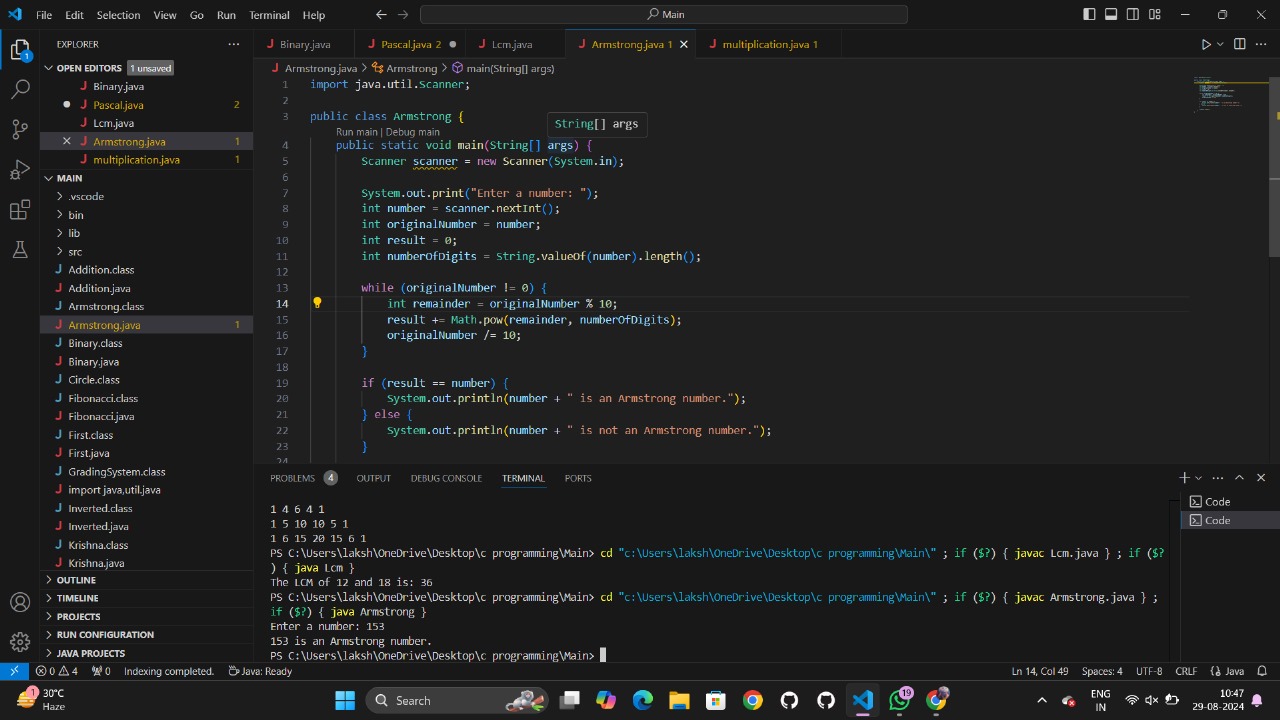 File Edit Selection View Go Run Terminal Help
Main
EXPLORER
OPEN EDITORS 1 unsaved
J Binary.java
J Pascal.java 2
J Lcm.java
J Armstrong.java 1
J multiplication.java 1
MAIN
.vscode
bin
lib
src
J Addition.class
J Addition.java
J Armstrong.class
J Armstrong.java 1
J Binary.class
J Binary.java
J Circle.class
J Fibonacci.class
J Fibonacci.java
J First.class
J First.java
J GradingSystem.class
J import java,util.java
J Inverted.class
J Inverted.java
J Krishna.class
J Krishna.java
OUTLINE
TIMELINE
PROJECTS
RUN CONFIGURATION
JAVA PROJECTS
J Binary.java J Pascal.java 2 J Lcm.java J Armstrong.java 1 J multiplication.java 1
J Armstrong.java > Armstrong > main(String[] args)
1 import java.util.Scanner;
2
3 public class Armstrong {
String[] args
Run main | Debug main
4 public static void main(String[] args) {
5 Scanner scanner = new Scanner(System.in);
6
7 System.out.print("Enter a number: ");
8 int number = scanner.nextInt();
9 int originalNumber = number;
10 int result = 0;
11 int numberOfDigits = String.valueOf(number).length();
12
13 while (originalNumber != 0) {
14 int remainder = originalNumber % 10;
15 result += Math.pow(remainder, numberOfDigits);
16 originalNumber /= 10;
17 }
18
19 if (result == number) {
20 System.out.println(number + " is an Armstrong number.");
21 } else {
22 System.out.println(number + " is not an Armstrong number.");
23 }
24
PROBLEMS 4 OUTPUT DEBUG CONSOLE TERMINAL PORTS
1 4 6 4 1
1 5 10 10 5 1
1 6 15 20 15 6 1
PS C:\Users\laksh\OneDrive\Desktop\c programming\Main> cd "c:\Users\laksh\OneDrive\Desktop\c programming\Main\" ; if ($?) { javac Lcm.java } ; if ($?
) { java Lcm }
The LCM of 12 and 18 is: 36
PS C:\Users\laksh\OneDrive\Desktop\c programming\Main> cd "c:\Users\laksh\OneDrive\Desktop\c programming\Main\" ; if ($?) { javac Armstrong.java } ;
if ($?) { java Armstrong }
Enter a number: 153
153 is an Armstrong number.
PS C:\Users\laksh\OneDrive\Desktop\c programming\Main>
Code
Code
1
0 4 0 Indexing completed. Java: Ready Ln 14, Col 49 Spaces: 4 UTF-8 CRLF {} Java
1
30°C
Haze
Search
19
ENG
IN
10:47
29-08-2024